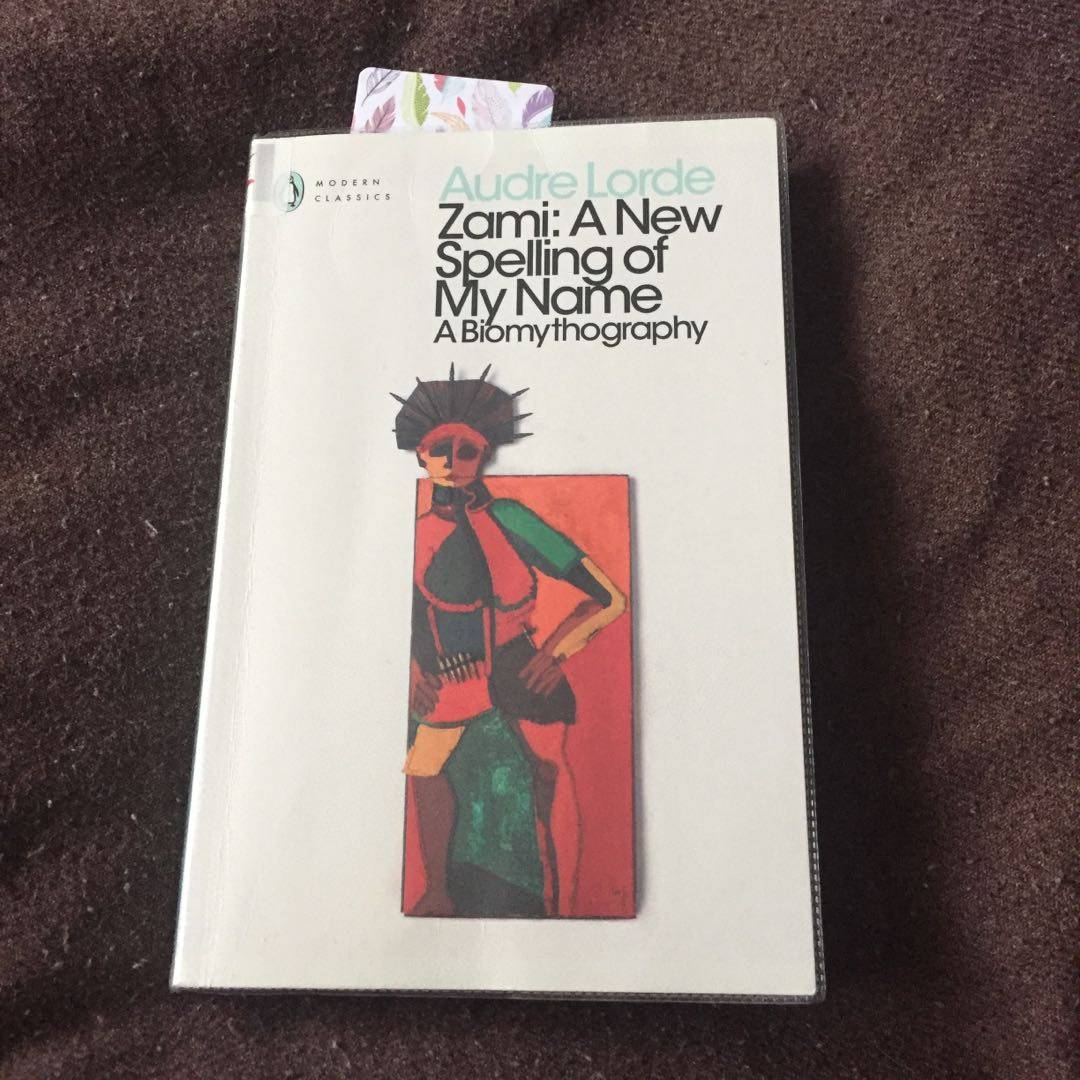 MODERN
CLASSICS
Audre Lorde
Zami: A New
Spelling of
My Name
A Biomythography